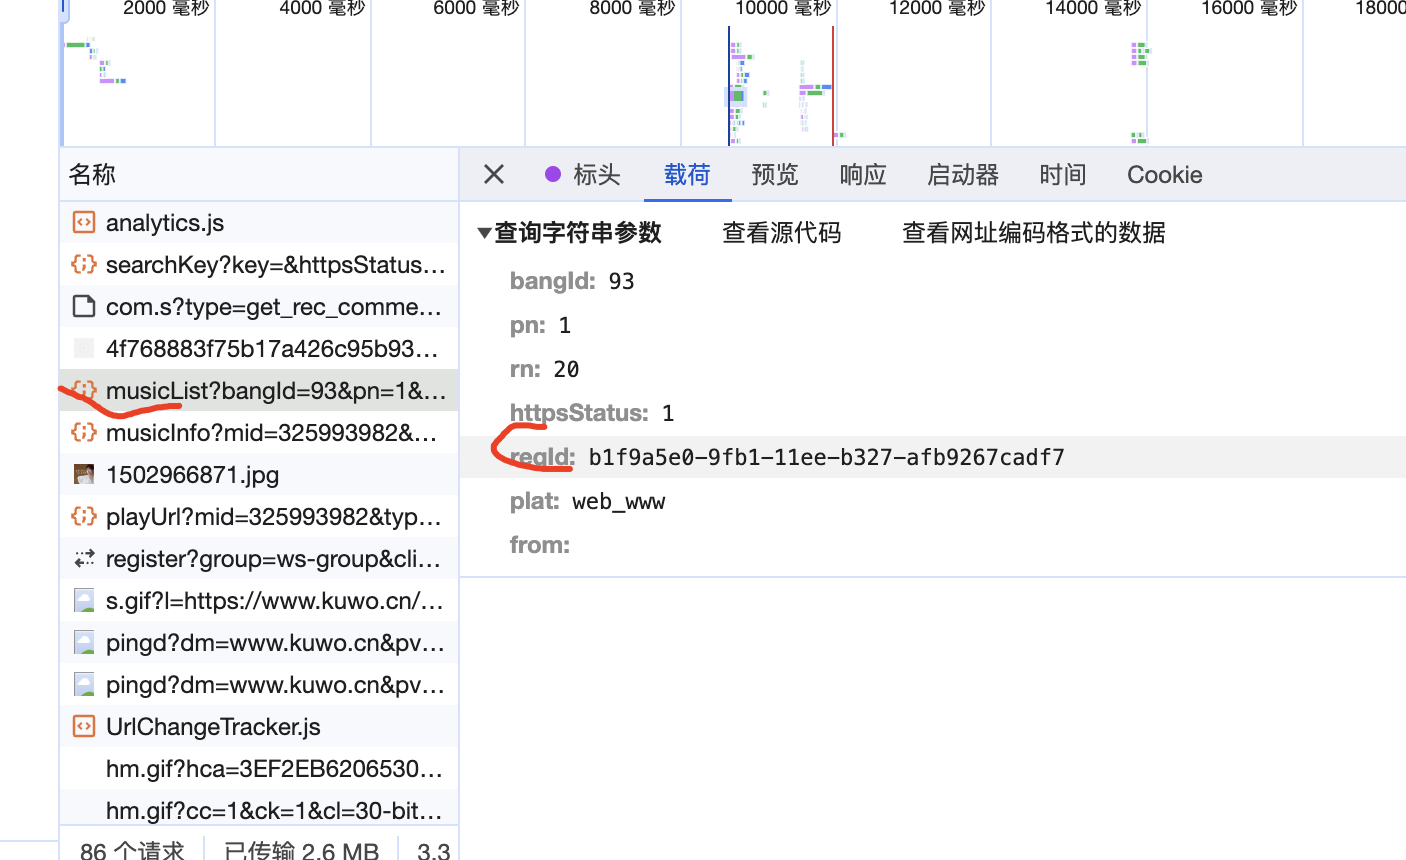 2000 毫秒 4000 毫秒 6000 毫秒 8000 毫秒 10000 毫秒 12000 毫秒 14000 毫秒 16000 毫秒 18000
名称
analytics.js
searchKey?key=&httpsStatus…
com.s?type=get_rec_comme…
4f768883f75b17a426c95b93…
musicList?bangId=93&pn=1&…
musicInfo?mid=325993982&…
1502966871.jpg
playUrl?mid=325993982&typ…
register?group=ws-group&cli…
s.gif?l=https://www.kuwo.cn/…
pingd?dm=www.kuwo.cn&pv…
pingd?dm=www.kuwo.cn&pv…
UrlChangeTracker.js
hm.gif?hca=3EF2EB6206530…
hm.gif?cc=1&ck=1&cl=30-bit…
86 个请求 已传输 2.6 MB 3.3
标头 载荷 预览 响应 启动器 时间 Cookie
查询字符串参数 查看源代码 查看网址编码格式的数据
bangId: 93
pn: 1
rn: 20
httpsStatus: 1
reqId: b1f9a5e0-9fb1-11ee-b327-afb9267cadf7
plat: web_www
from: